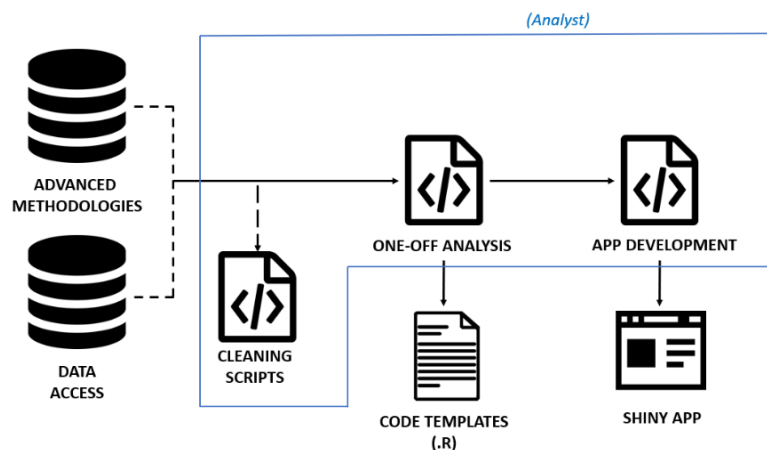 (Analyst)
ADVANCED
METHODOLOGIES
DATA
ACCESS
CLEANING
SCRIPTS
ONE-OFF ANALYSIS
APP DEVELOPMENT
CODE TEMPLATES
(.R)
SHINY APP